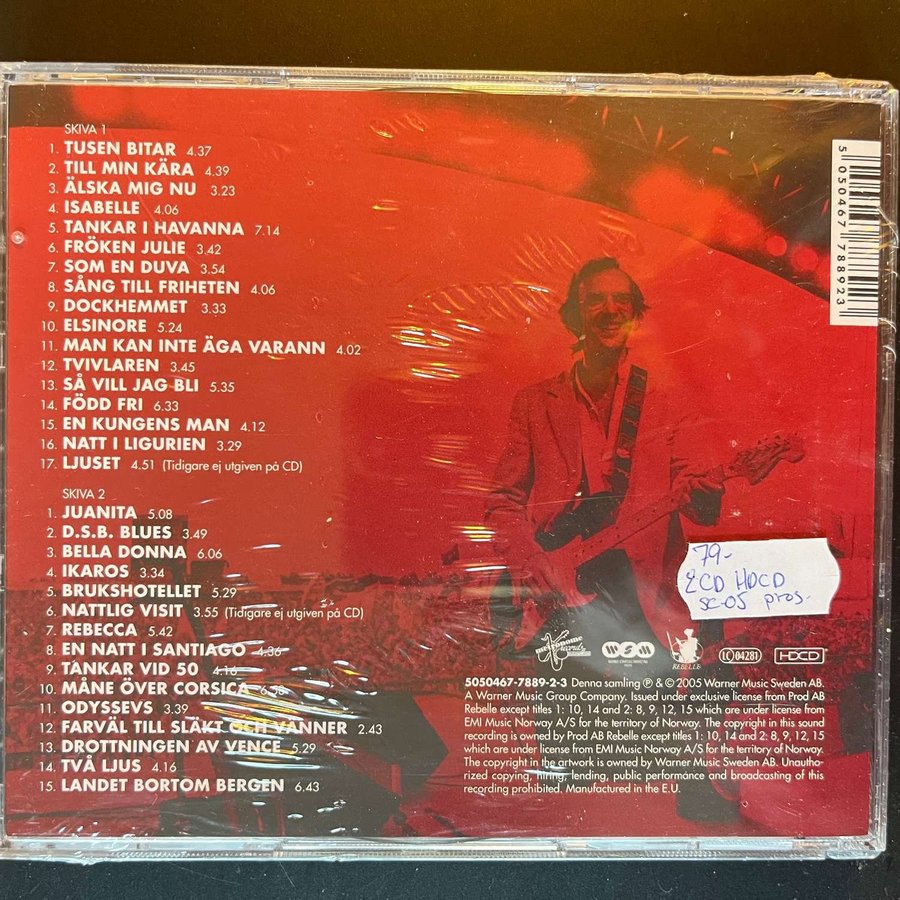 SKIVA 1
1. TUSEN BITAR 4.37
2. TILL MIN KÄRA 4.39
3. ÄLSKA MIG NU 3.23
4. ISABELLE 4.06
5. TANKAR I HAVANNA 7.14
6. FRÖKEN JULIE 3.42
7. SOM EN DUVA 3.54
8. SÅNG TILL FRIHETEN 4.06
9. DOCKHEMMET 3.33
10. ELSINORE 5.24
11. MAN KAN INTE ÄGA VARANN 4.02
12. TVIVLAREN 3.45
13. SÅ VILL JAG BLI 5.35
14. FÖDD FRI 6.33
15. EN KUNGENS MAN 4.12
16. NATT I LIGURIEN 3.29
17. LJUSET 4.51 (Tidigare ej utgiven på CD)
SKIVA 2
1. JUANITA 5.08
2. D.S.B. BLUES 3.49
3. BELLA DONNA 6.06
4. IKAROS 3.34
5. BRUKSHOTELLET 5.29
6. NATTLIG VISIT 3.55 (Tidigare ej utgiven på CD)
7. REBECCA 5.42
8. EN NATT I SANTIAGO 4.36
9. TANKAR VID 50 4.16
10. MÅNE ÖVER CORSICA 6.38
11. ODYSSEVS 3.39
12. FARVÄL TILL SLÄKT OCH VÄNNER 2.43
13. DROTTNINGEN AV VENCE 5.29
14. TVÅ LJUS 4.16
15. LANDET BORTOM BERGEN 6.43
5 050467 788923
79-
2CD HDCD
SC-05 pros.
metronome records
WSM
REBELLE
LC 04281
HDCD
5050467-7889-2-3 Denna samling ℗ & © 2005 Warner Music Sweden AB.
A Warner Music Group Company. Issued under exclusive license from Prod AB
Rebelle except titles 1: 10, 14 and 2: 8, 9, 12, 15 which are under license from
EMI Music Norway A/S for the territory of Norway. The copyright in this sound
recording is owned by Prod AB Rebelle except titles 1: 10, 14 and 2: 8, 9, 12, 15
which are under license from EMI Music Norway A/S for the territory of Norway.
The copyright in the artwork is owned by Warner Music Sweden AB. Unautho-
rized copying, hiring, lending, public performance and broadcasting of this
recording prohibited. Manufactured in the E.U.